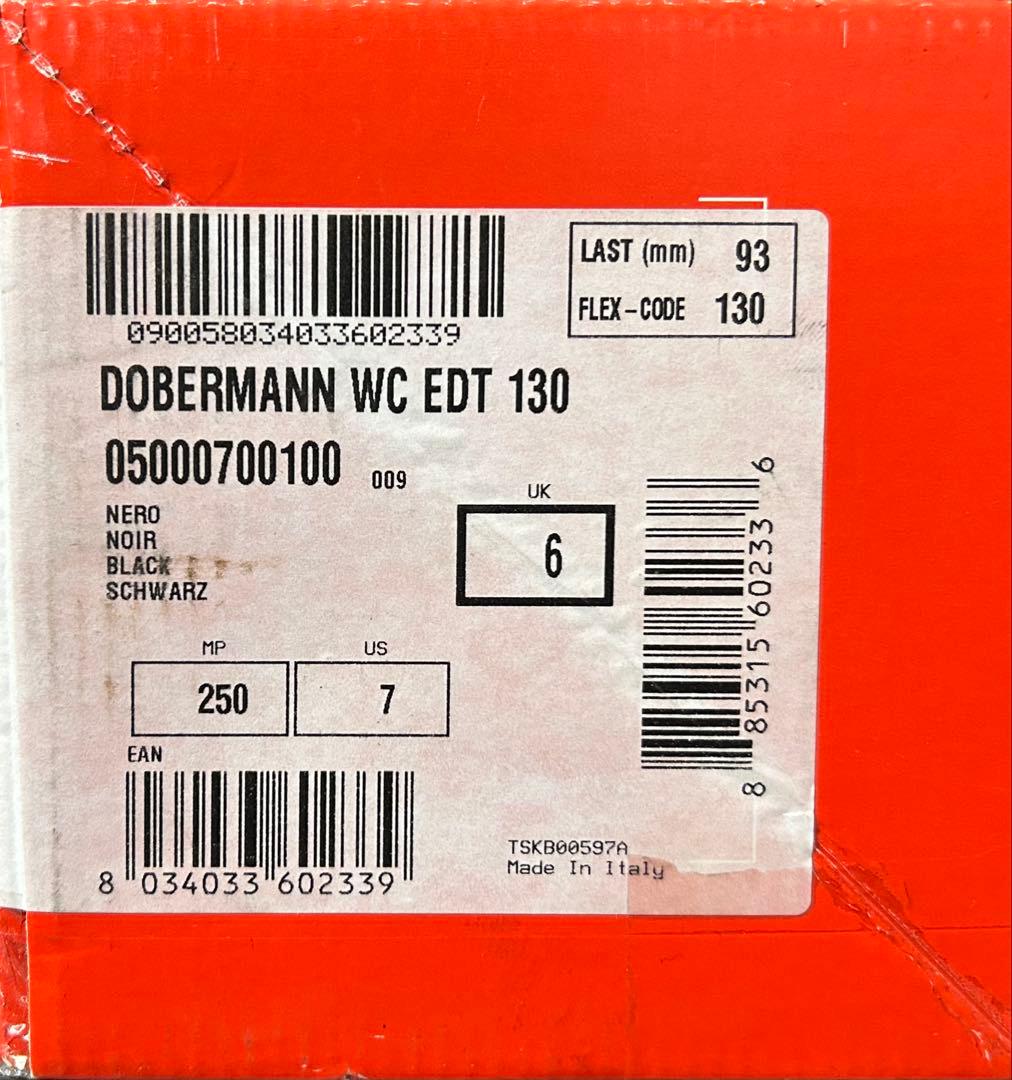 090058034033602339
LAST (mm) 93
FLEX-CODE 130
DOBERMANN WC EDT 130
05000700100 009
NERO
NOIR
BLACK
SCHWARZ
UK
6
MP
250
US
7
EAN
8 034033 602339
8 85315 60233 6
TSKB00597A
Made In Italy